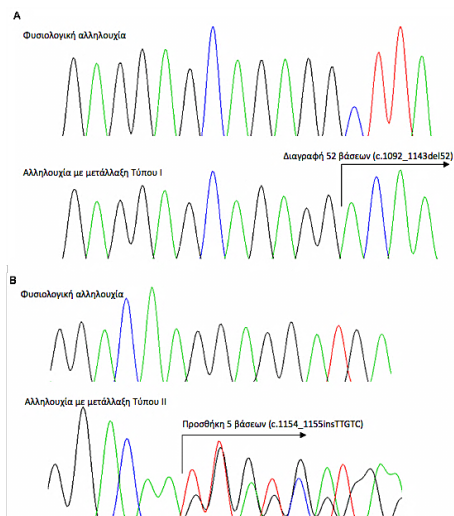 A
Φυσιολογική αλληλουχία
Διαγραφή 52 βάσεων (c.1092_1143del52)
Αλληλουχία με μετάλλαξη Τύπου Ι
B
Φυσιολογική αλληλουχία
Αλληλουχία με μετάλλαξη Τύπου ΙΙ
Προσθήκη 5 βάσεων (c.1154_1155insTTGTC)